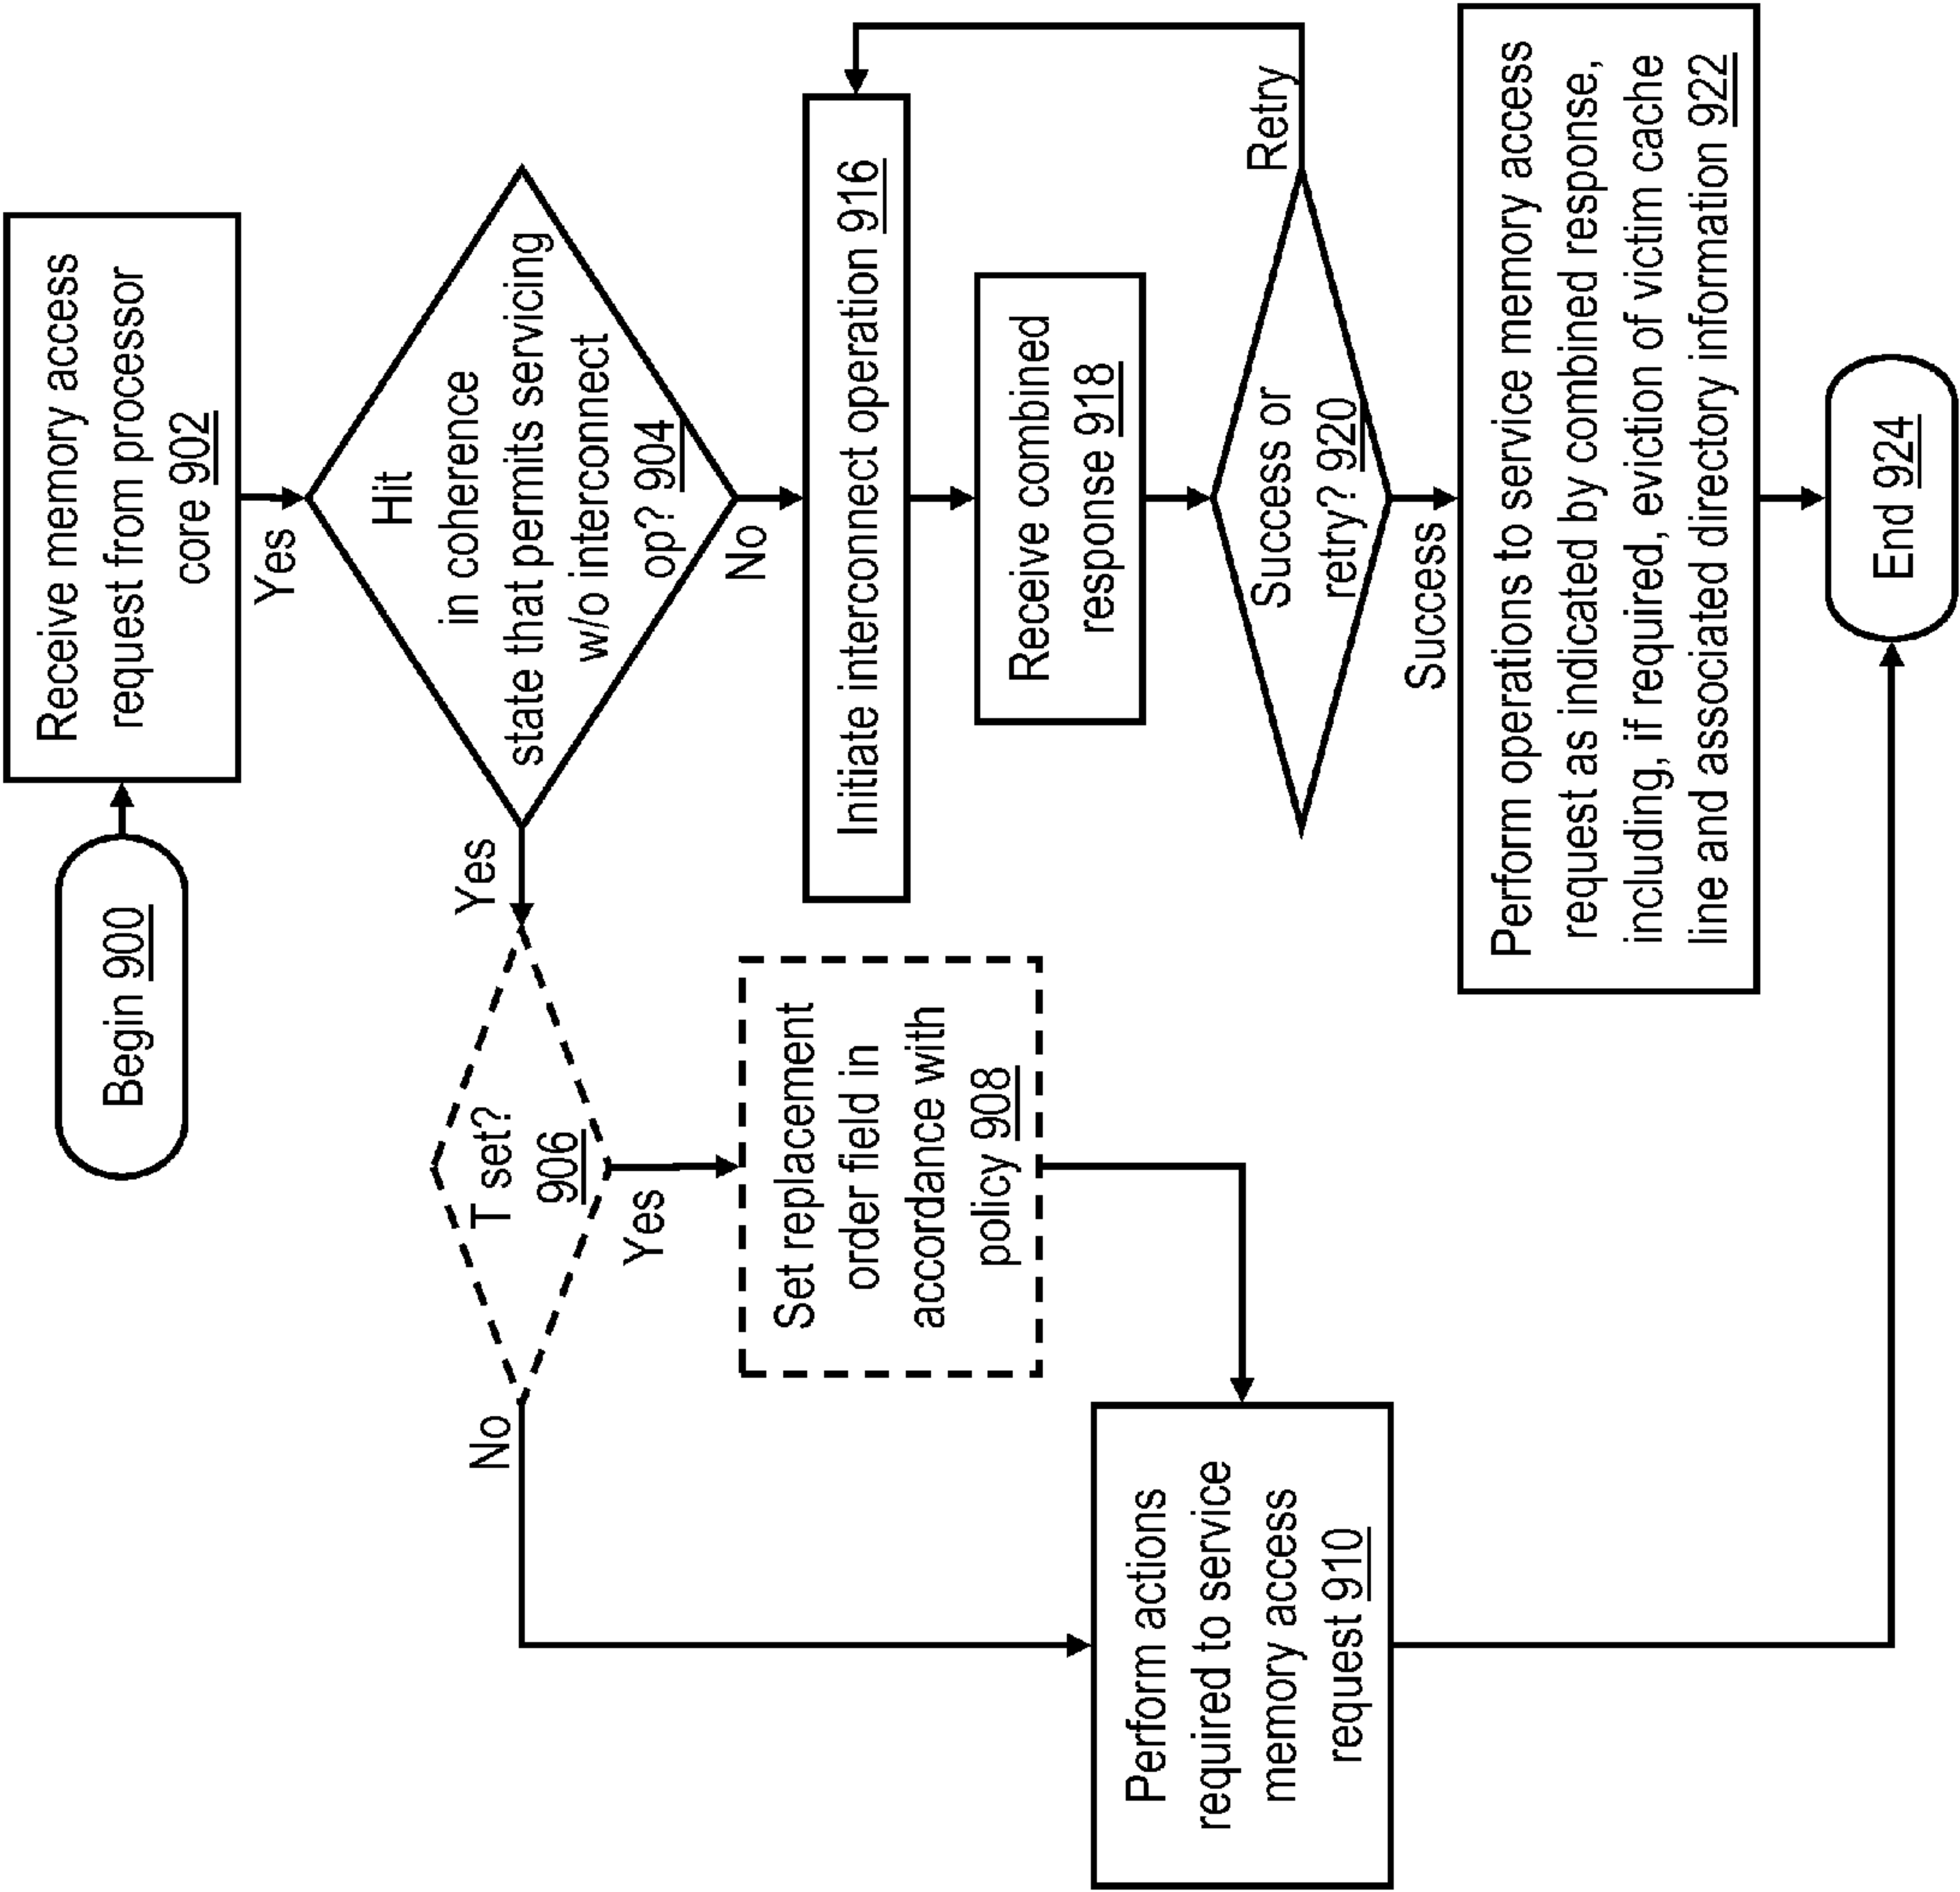 Begin 900
Receive memory access
request from processor
core 902
Yes
Hit
in coherence
state that permits servicing
w/o interconnect
op? 904
Yes
No
T set?
906
No
Yes
Set replacement
order field in
accordance with
policy 908
Perform actions
required to service
memory access
request 910
Initiate interconnect operation 916
Receive combined
response 918
Success or
retry? 920
Retry
Success
Perform operations to service memory access
request as indicated by combined response,
including, if required, eviction of victim cache
line and associated directory information 922
End 924